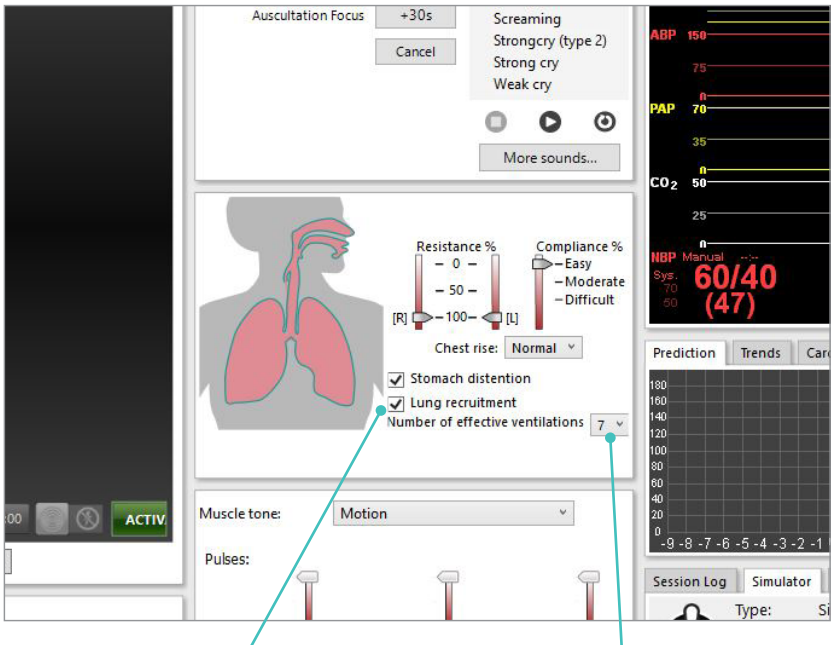 Auscultation Focus
+30s
Cancel
Screaming
Strongcry (type 2)
Strong cry
Weak cry
More sounds...
Resistance %
0
50
100
[R]
[L]
Compliance %
Easy
Moderate
Difficult
Chest rise: Normal
Stomach distention
Lung recruitment
Number of effective ventilations 7
:00
ACTIV
Muscle tone: Motion
Pulses:
ABP 150
75
0
PAP 70
35
0
CO2 50
25
0
NBP Manual --:--
Sys. 60/40
70
60 (47)
Prediction Trends Car
180
160
140
120
100
80
60
40
20
0
-9 -8 -7 -6 -5 -4 -3 -2 -1
Session Log Simulator
Type: Si